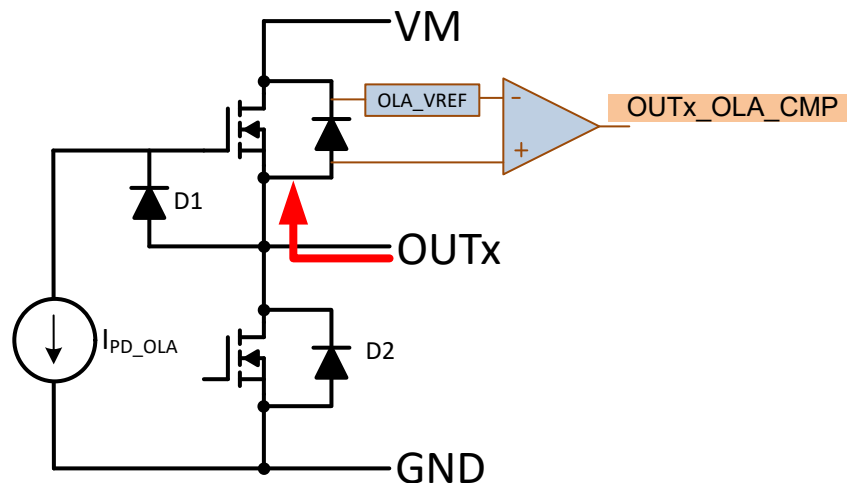 VM
OLA_VREF
-
+
OUTx_OLA_CMP
D1
OUTx
IPD_OLA
D2
GND